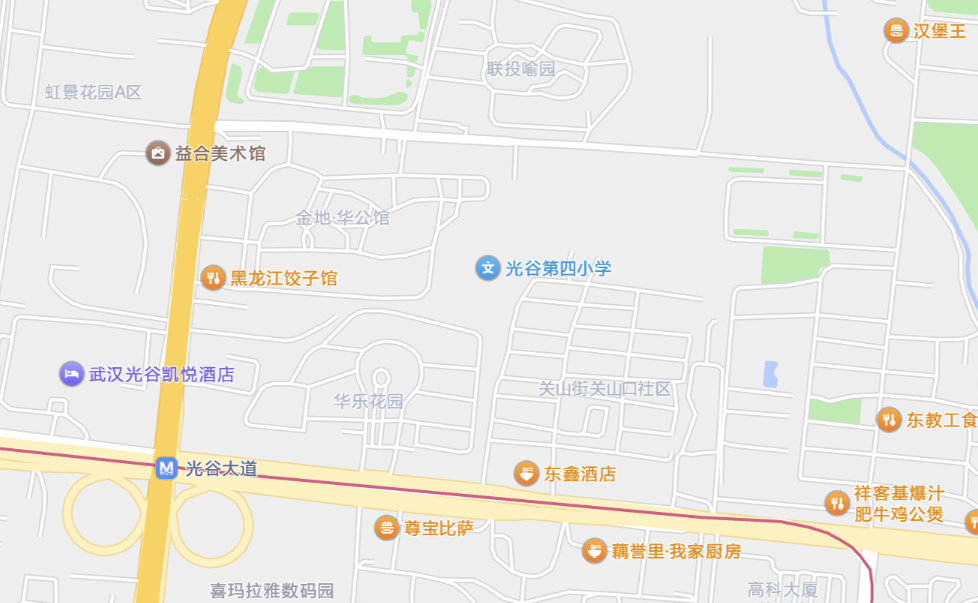 汉堡王
联投喻园
虹景花园A区
益合美术馆
金地·华公馆
光谷第四小学
黑龙江饺子馆
武汉光谷凯悦酒店
关山街关山口社区
华乐花园
东教工食
光谷大道
东鑫酒店
祥客基爆汁
肥牛鸡公煲
尊宝比萨
藕誉里·我家厨房
喜玛拉雅数码园
高科大厦